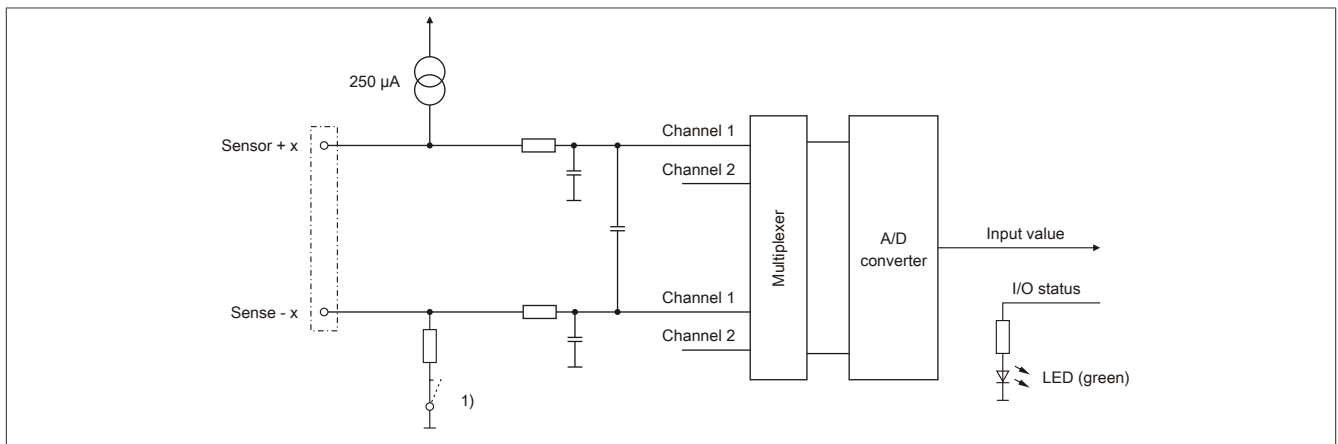 250 µA
Sensor + x
Channel 1
Channel 2
Multiplexer
A/D
converter
Input value
I/O status
Sense - x
Channel 1
Channel 2
LED (green)
1)